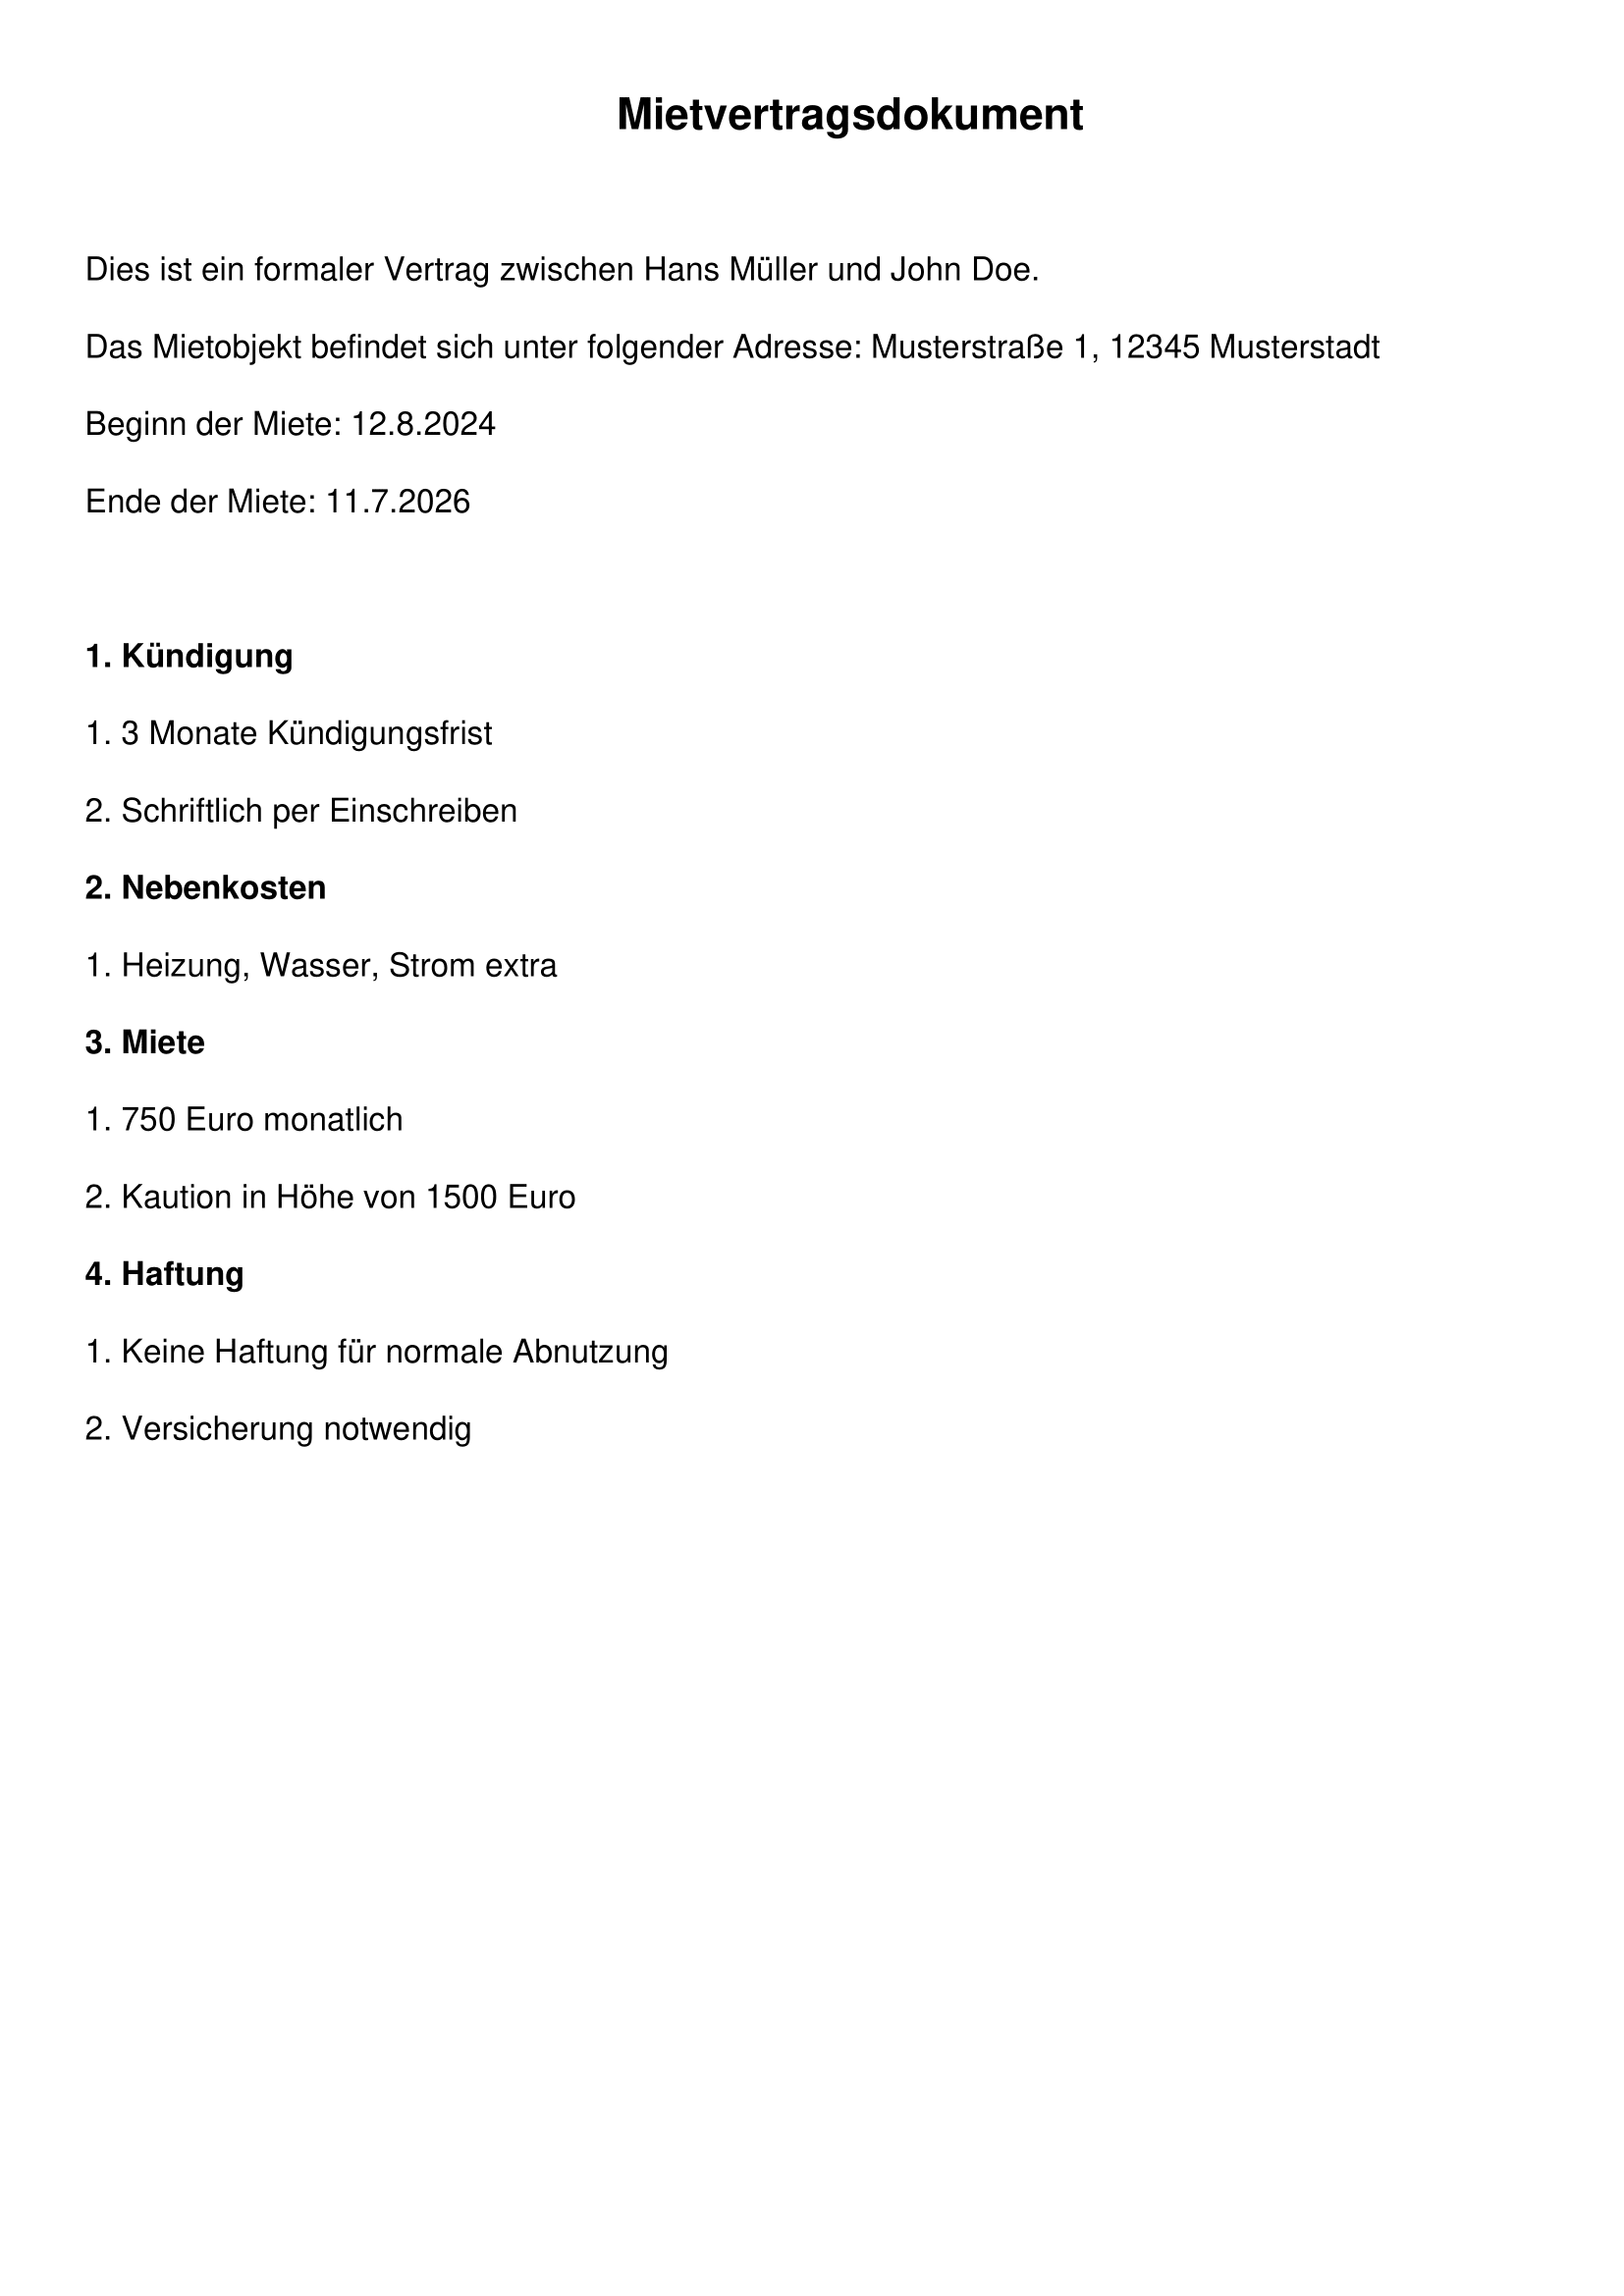 Mietvertragsdokument
Dies ist ein formaler Vertrag zwischen Hans Müller und John Doe.
Das Mietobjekt befindet sich unter folgender Adresse: Musterstraße 1, 12345 Musterstadt
Beginn der Miete: 12.8.2024
Ende der Miete: 11.7.2026
1. Kündigung
1. 3 Monate Kündigungsfrist
2. Schriftlich per Einschreiben
2. Nebenkosten
1. Heizung, Wasser, Strom extra
3. Miete
1. 750 Euro monatlich
2. Kaution in Höhe von 1500 Euro
4. Haftung
1. Keine Haftung für normale Abnutzung
2. Versicherung notwendig